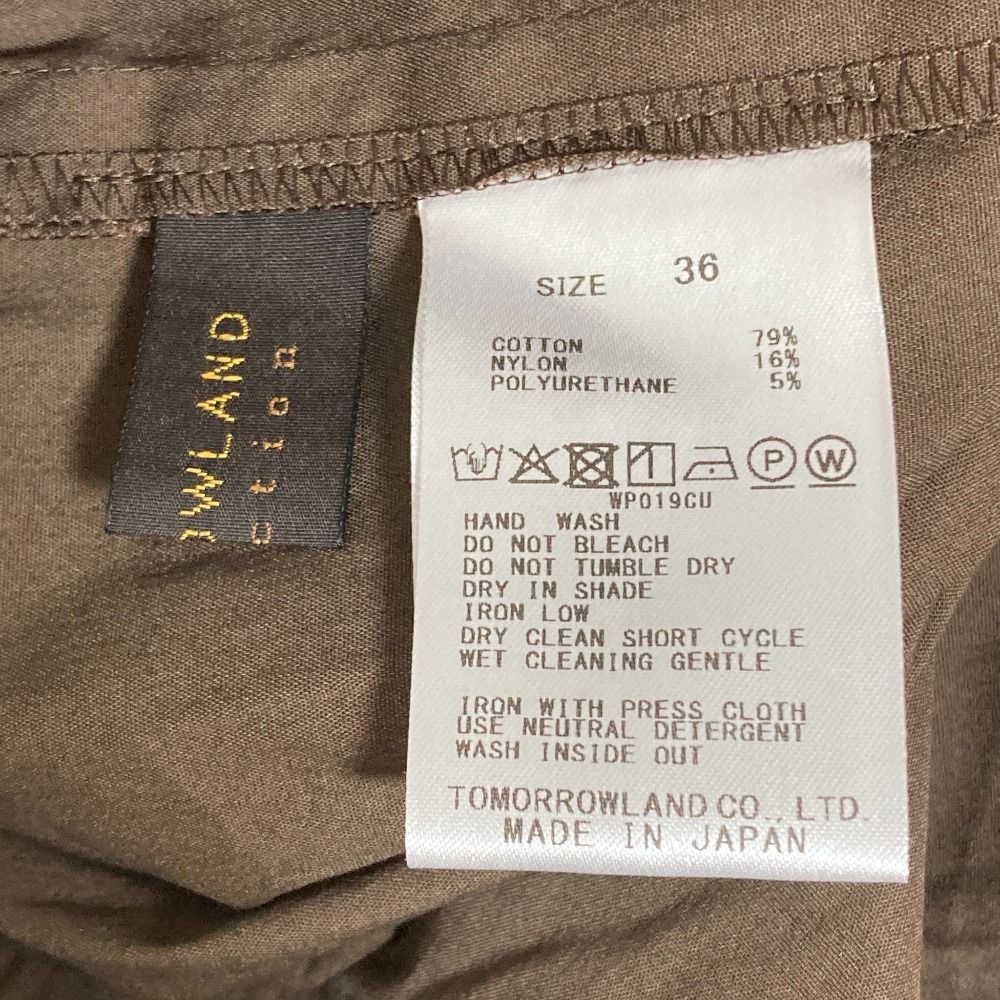 WLAND
ction
SIZE 36
COTTON 79%
NYLON 16%
POLYURETHANE 5%
P W
WP019CU
HAND WASH
DO NOT BLEACH
DO NOT TUMBLE DRY
DRY IN SHADE
IRON LOW
DRY CLEAN SHORT CYCLE
WET CLEANING GENTLE
IRON WITH PRESS CLOTH
USE NEUTRAL DETERGENT
WASH INSIDE OUT
TOMORROWLAND CO., LTD.
MADE IN JAPAN